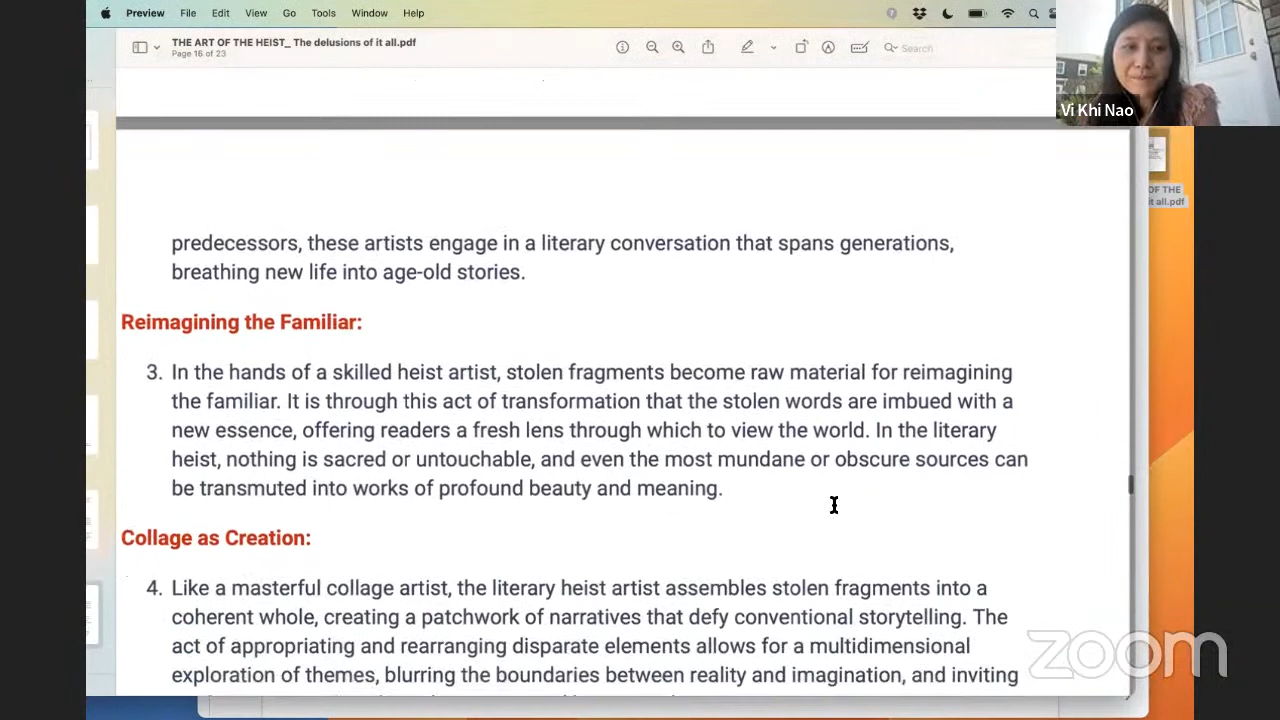 Preview File Edit View Go Tools Window Help
THE ART OF THE HEIST_ The delusions of it all.pdf
Page 16 of 23
Search
Vi Khi Nao
OF THE
it all.pdf
predecessors, these artists engage in a literary conversation that spans generations,
breathing new life into age-old stories.
Reimagining the Familiar:
3. In the hands of a skilled heist artist, stolen fragments become raw material for reimagining
the familiar. It is through this act of transformation that the stolen words are imbued with a
new essence, offering readers a fresh lens through which to view the world. In the literary
heist, nothing is sacred or untouchable, and even the most mundane or obscure sources can
be transmuted into works of profound beauty and meaning.
Collage as Creation:
4. Like a masterful collage artist, the literary heist artist assembles stolen fragments into a
coherent whole, creating a patchwork of narratives that defy conventional storytelling. The
act of appropriating and rearranging disparate elements allows for a multidimensional
exploration of themes, blurring the boundaries between reality and imagination, and inviting
zoom